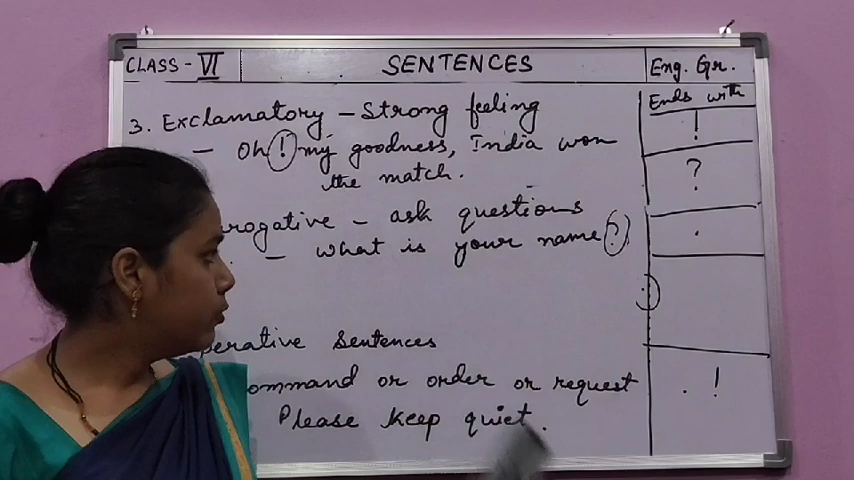 CLASS - VI
SENTENCES
Eng. Gr.
Ends with
3. Exclamatory - Strong feeling
!
- Oh ! my goodness, India won
the match.
?
rogative - ask questions
.
- what is your name ?
perative Sentences
ommand or order or request
. !
Please keep quiet.